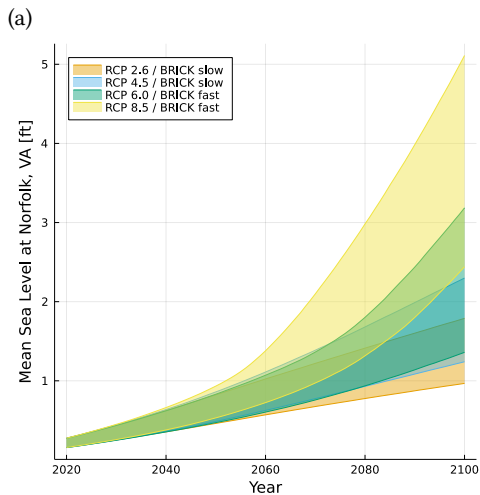 (a)
5
RCP 2.6 / BRICK slow
RCP 4.5 / BRICK slow
RCP 6.0 / BRICK fast
RCP 8.5 / BRICK fast
4
3
2
1
Mean Sea Level at Norfolk, VA [ft]
2020 2040 2060 2080 2100
Year